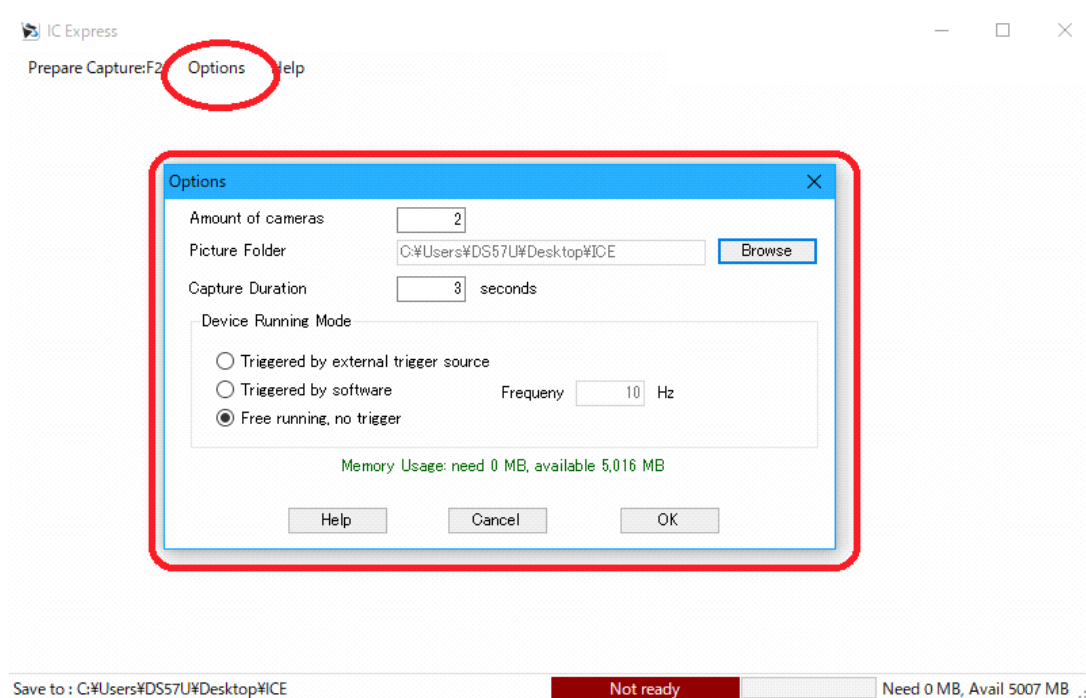 IC Express
Prepare Capture:F2 Options Help
Options
Amount of cameras 2
Picture Folder C:¥Users¥DS57U¥Desktop¥ICE Browse
Capture Duration 3 seconds
Device Running Mode
Triggered by external trigger source
Triggered by software Frequeny 10 Hz
Free running, no trigger
Memory Usage: need 0 MB, available 5,016 MB
Help Cancel OK
Save to : C:¥Users¥DS57U¥Desktop¥ICE Not ready Need 0 MB, Avail 5007 MB